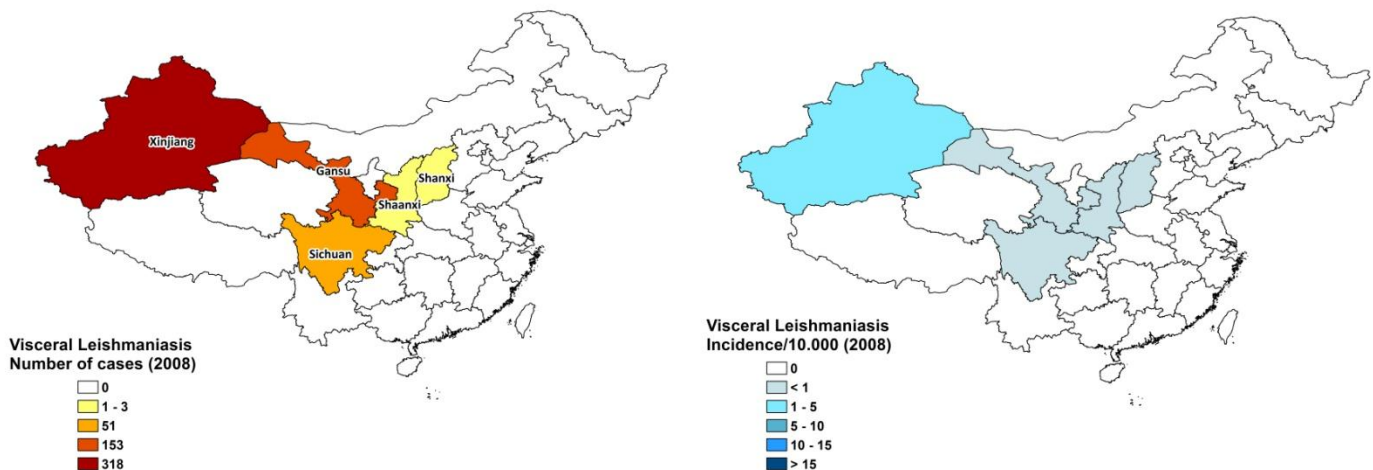 Xinjiang
Gansu
Shanxi
Shaanxi
Sichuan
Visceral Leishmaniasis
Number of cases (2008)
0
1 - 3
51
153
318
Visceral Leishmaniasis
Incidence/10.000 (2008)
0
< 1
1 - 5
5 - 10
10 - 15
> 15